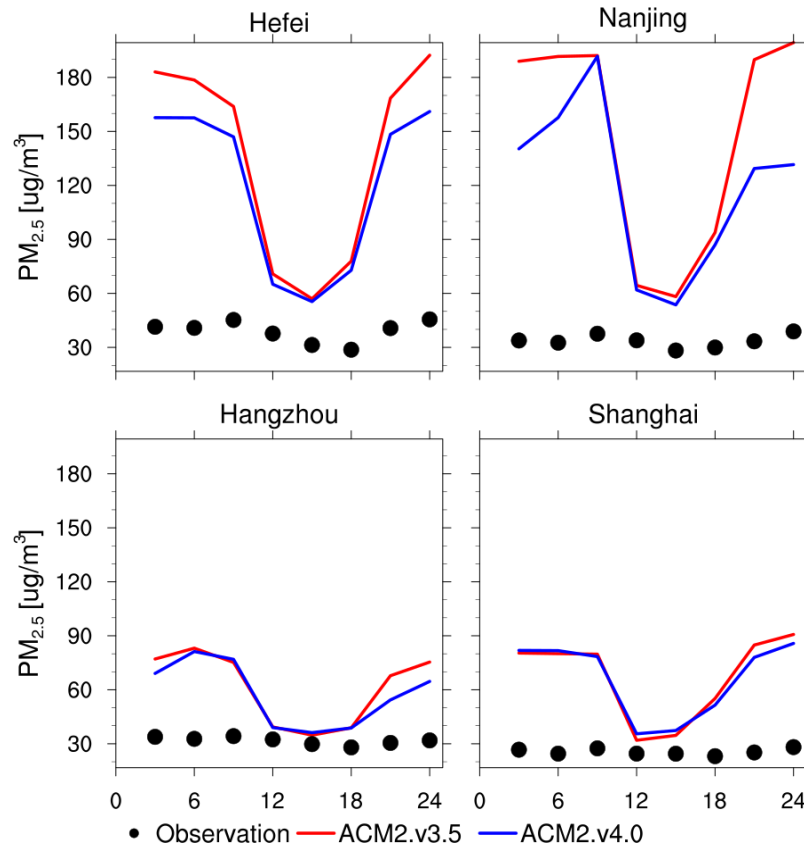 Hefei Nanjing
PM2.5 [ug/m3]
180
150
120
90
60
30
Hangzhou Shanghai
PM2.5 [ug/m3]
180
150
120
90
60
30
0 6 12 18 24 0 6 12 18 24
Observation ACM2.v3.5 ACM2.v4.0